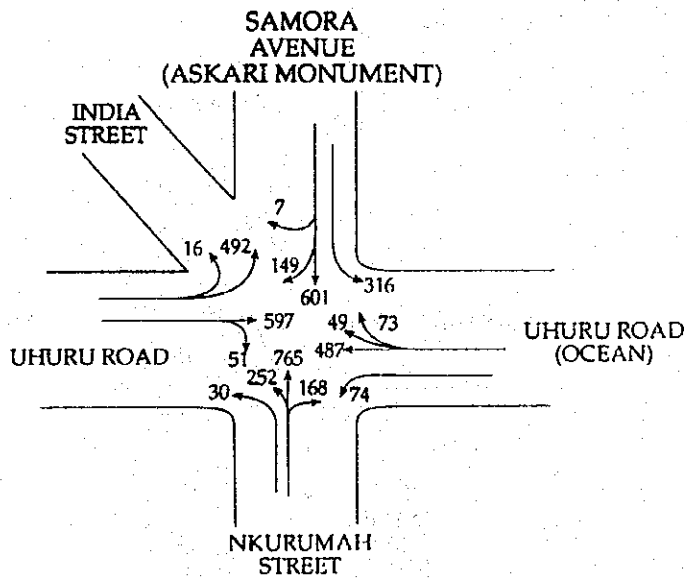 SAMORA
AVENUE
(ASKARI MONUMENT)
INDIA
STREET
7
16 492
149
601
316
597
49 73
487
UHURU ROAD
(OCEAN)
UHURU ROAD
51 765
252
168
30
74
NKURUMAH
STREET